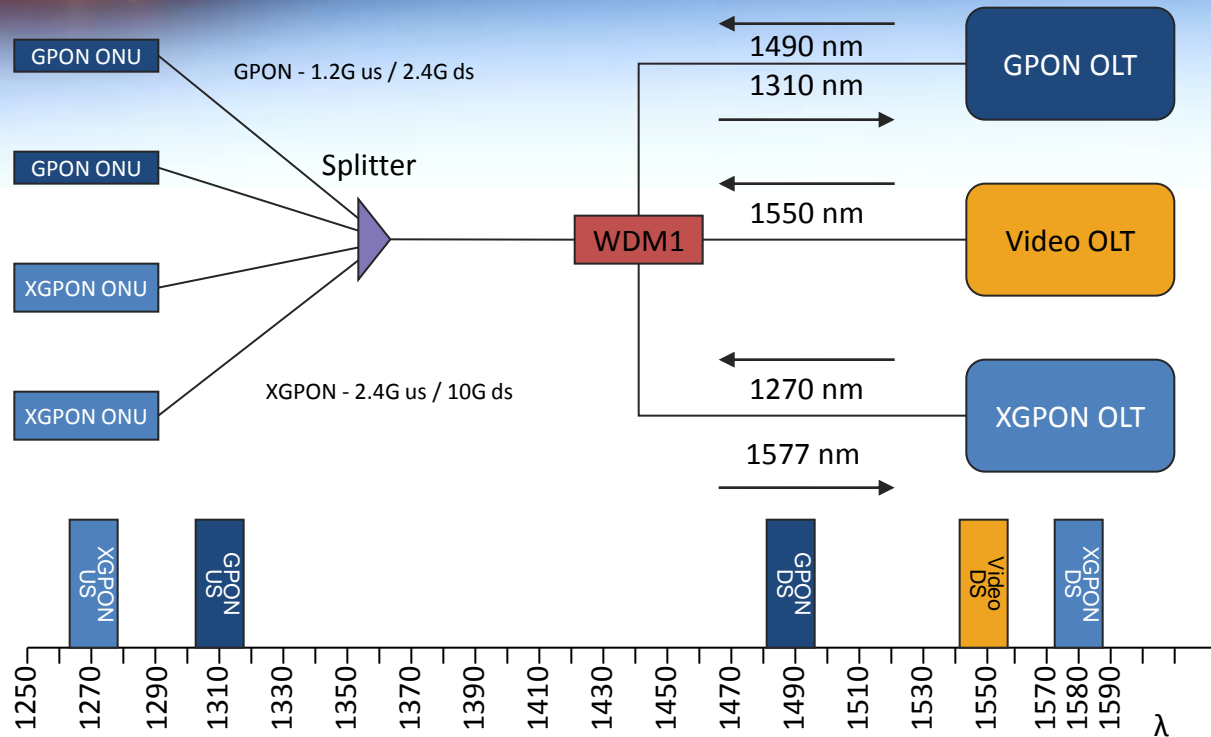 GPON ONU
GPON - 1.2G us / 2.4G ds
GPON ONU
Splitter
XGPON ONU
XGPON ONU
XGPON - 2.4G us / 10G ds
WDM1
1490 nm
1310 nm
GPON OLT
1550 nm
Video OLT
1270 nm
1577 nm
XGPON OLT
XGPON
US
GPON
US
GPON
DS
Video
DS
XGPON
DS
1250
1270
1290
1310
1330
1350
1370
1390
1410
1430
1450
1470
1490
1510
1530
1550
1570
1580
1590
λ